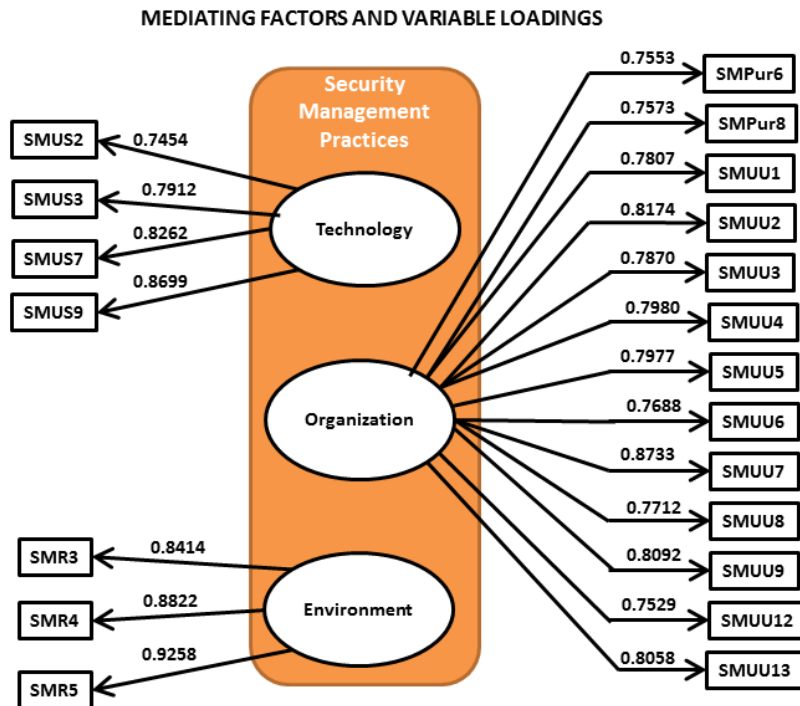 MEDIATING FACTORS AND VARIABLE LOADINGS
Security
Management
Practices
Technology
SMUS2
0.7454
SMUS3
0.7912
SMUS7
0.8262
SMUS9
0.8699
Organization
0.7553
SMPur6
0.7573
SMPur8
0.7807
SMUU1
0.8174
SMUU2
0.7870
SMUU3
0.7980
SMUU4
0.7977
SMUU5
0.7688
SMUU6
0.8733
SMUU7
0.7712
SMUU8
0.8092
SMUU9
0.7529
SMUU12
0.8058
SMUU13
Environment
SMR3
0.8414
SMR4
0.8822
SMR5
0.9258